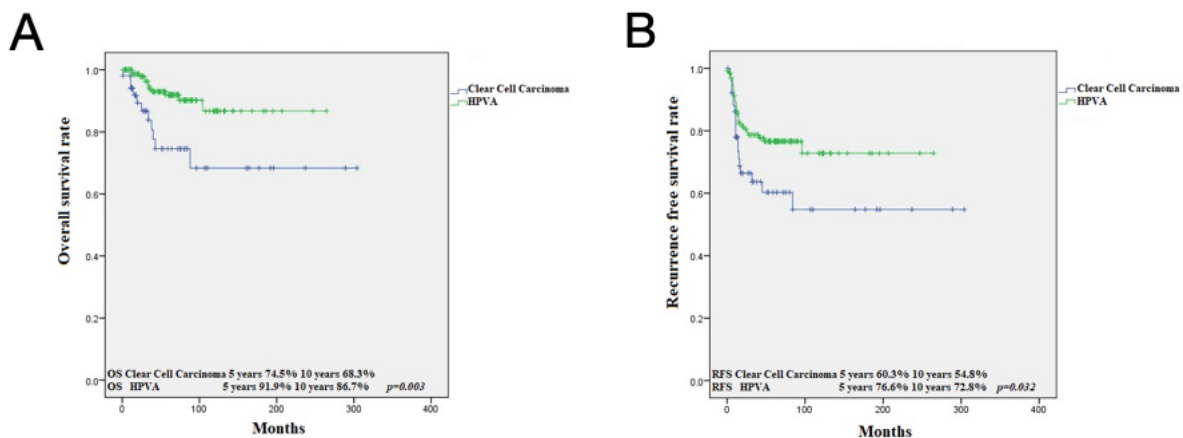 A
Overall survival rate
1.0
0.8
0.6
0.4
0.2
0.0
Clear Cell Carcinoma
HPVA
OS Clear Cell Carcinoma 5 years 74.5% 10 years 68.3%
OS HPVA 5 years 91.9% 10 years 86.7% p=0.003
0 100 200 300 400
Months
B
Recurrence free survival rate
1.0
0.8
0.6
0.4
0.2
0.0
Clear Cell Carcinoma
HPVA
RFS Clear Cell Carcinoma 5 years 60.3% 10 years 54.8%
RFS HPVA 5 years 76.6% 10 years 72.8% p=0.032
0 100 200 300 400
Months